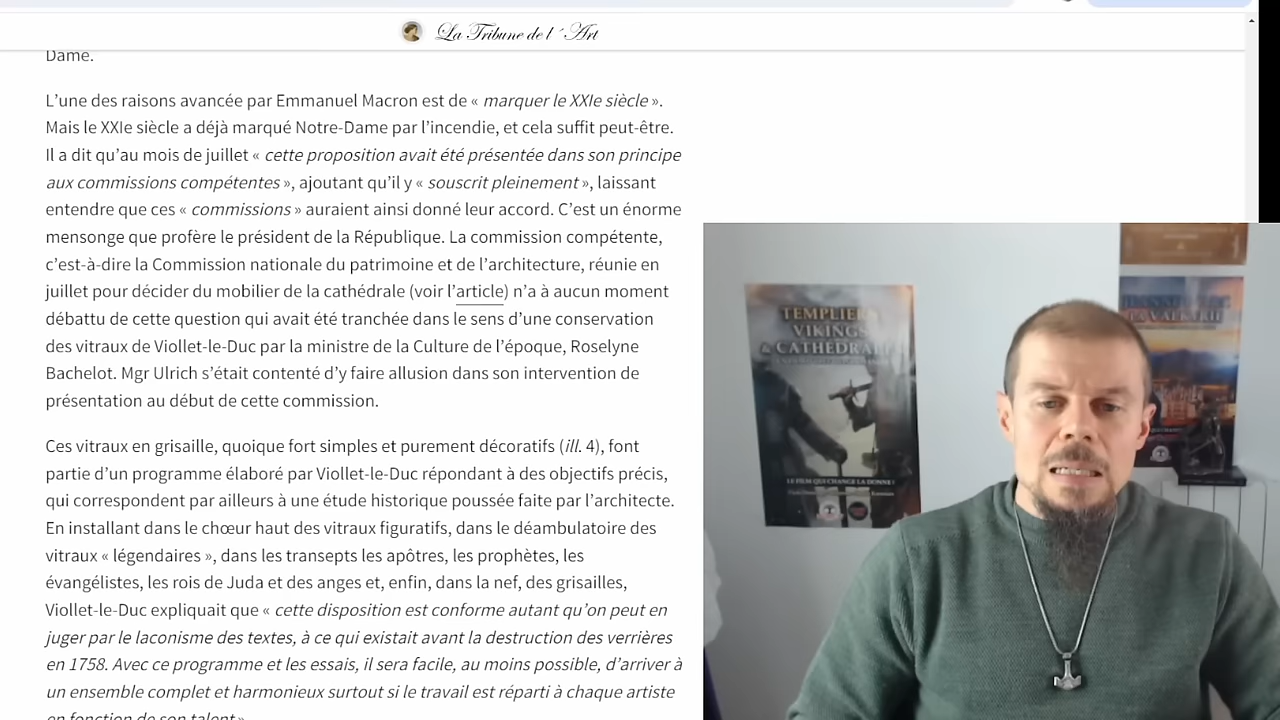 La Tribune de l'Art
Dame.
L’une des raisons avancée par Emmanuel Macron est de « marquer le XXIe siècle ».
Mais le XXIe siècle a déjà marqué Notre-Dame par l’incendie, et cela suffit peut-être.
Il a dit qu’au mois de juillet « cette proposition avait été présentée dans son principe
aux commissions compétentes », ajoutant qu’il y « souscrit pleinement », laissant
entendre que ces « commissions » auraient ainsi donné leur accord. C’est un énorme
mensonge que profère le président de la République. La commission compétente,
c’est-à-dire la Commission nationale du patrimoine et de l’architecture, réunie en
juillet pour décider du mobilier de la cathédrale (voir l’article) n’a à aucun moment
débattu de cette question qui avait été tranchée dans le sens d’une conservation
des vitraux de Viollet-le-Duc par la ministre de la Culture de l’époque, Roselyne
Bachelot. Mgr Ulrich s’était contenté d’y faire allusion dans son intervention de
présentation au début de cette commission.
Ces vitraux en grisaille, quoique fort simples et purement décoratifs (ill. 4), font
partie d’un programme élaboré par Viollet-le-Duc répondant à des objectifs précis,
qui correspondent par ailleurs à une étude historique poussée faite par l’architecte.
En installant dans le chœur haut des vitraux figuratifs, dans le déambulatoire des
vitraux « légendaires », dans les transepts les apôtres, les prophètes, les
évangélistes, les rois de Juda et des anges et, enfin, dans la nef, des grisailles,
Viollet-le-Duc expliquait que « cette disposition est conforme autant qu’on peut en
juger par le laconisme des textes, à ce qui existait avant la destruction des verrières
en 1758. Avec ce programme et les essais, il sera facile, au moins possible, d’arriver à
un ensemble complet et harmonieux surtout si le travail est réparti à chaque artiste
en fonction de son talent »
TEMPLIERS
VIKINGS
& CATHÉDRALES
LE FILM QUI CHANGE LA DONNE !